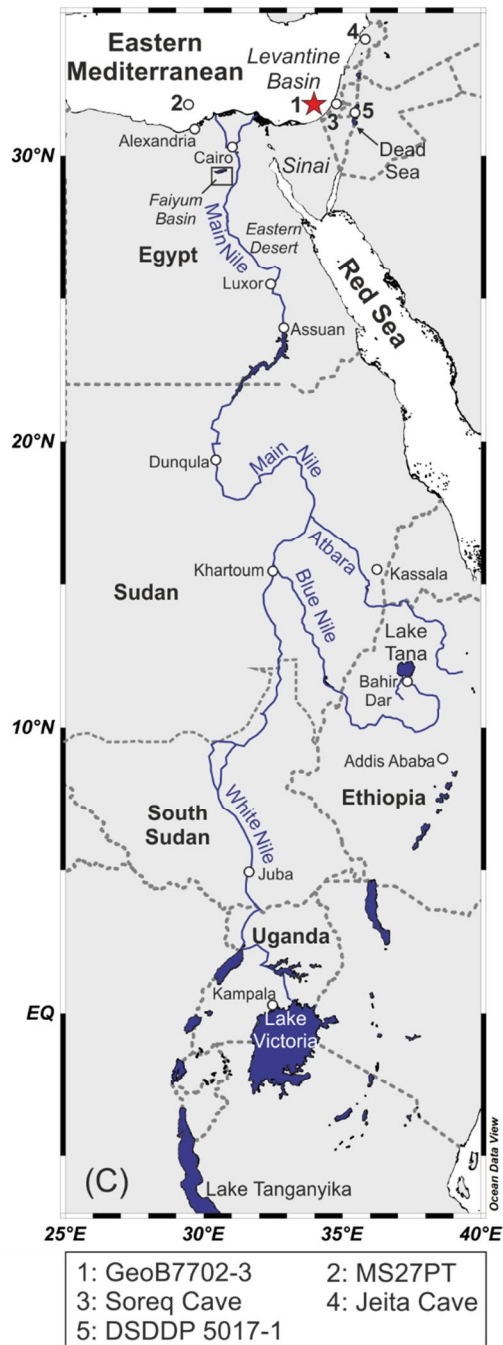 Eastern
Mediterranean
Levantine
Basin
4
2
1
3
5
Alexandria
Cairo
Dead
Sea
30°N
Sinai
Faiyum
Basin
Main Nile
Eastern
Desert
Egypt
Luxor
Red Sea
Assuan
20°N
Dunqula
Main Nile
Atbara
Khartoum
Kassala
Blue Nile
Sudan
Lake
Tana
Bahir
Dar
10°N
Addis Ababa
Ethiopia
South
Sudan
White Nile
Juba
Uganda
Kampala
EQ
Lake
Victoria
(C)
Lake Tanganyika
Ocean Data View
25°E 30°E 35°E 40°E
1: GeoB7702-3 2: MS27PT
3: Soreq Cave 4: Jeita Cave
5: DSDDP 5017-1